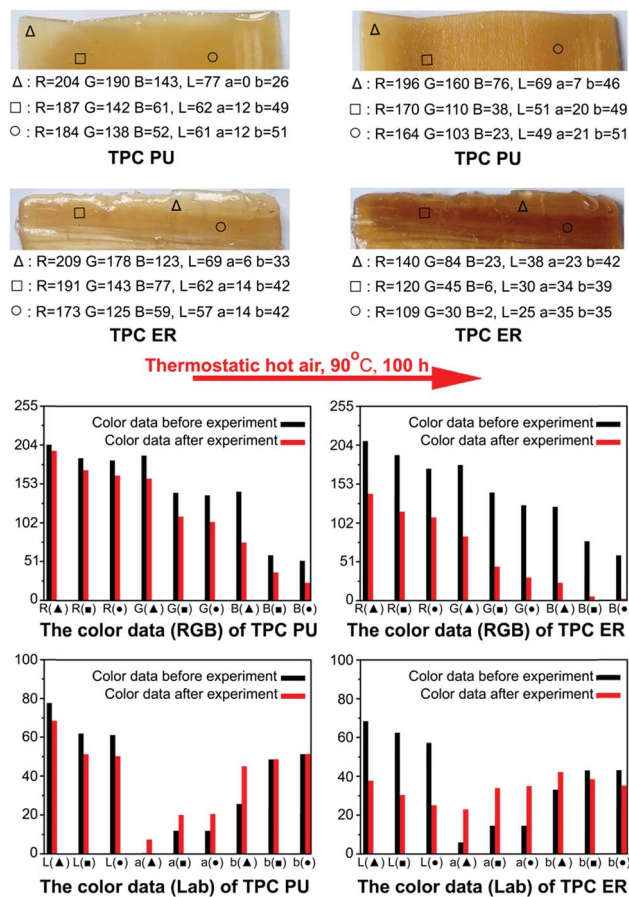 △ : R=204 G=190 B=143, L=77 a=0 b=26
□ : R=187 G=142 B=61, L=62 a=12 b=49
○ : R=184 G=138 B=52, L=61 a=12 b=51
TPC PU
△ : R=196 G=160 B=76, L=69 a=7 b=46
□ : R=170 G=110 B=38, L=51 a=20 b=49
○ : R=164 G=103 B=23, L=49 a=21 b=51
TPC PU
△ : R=209 G=178 B=123, L=69 a=6 b=33
□ : R=191 G=143 B=77, L=62 a=14 b=42
○ : R=173 G=125 B=59, L=57 a=14 b=42
TPC ER
△ : R=140 G=84 B=23, L=38 a=23 b=42
□ : R=120 G=45 B=6, L=30 a=34 b=39
○ : R=109 G=30 B=2, L=25 a=35 b=35
TPC ER
Thermostatic hot air, 90°C, 100 h
255
204
153
102
51
0
Color data before experiment
Color data after experiment
R(▲) R(■) R(●) G(▲) G(■) G(●) B(▲) B(■) B(●)
The color data (RGB) of TPC PU
255
204
153
102
51
0
Color data before experiment
Color data after experiment
R(▲) R(■) R(●) G(▲) G(■) G(●) B(▲) B(■) B(●)
The color data (RGB) of TPC ER
100
80
60
40
20
0
Color data before experiment
Color data after experiment
L(▲) L(■) L(●) a(▲) a(■) a(●) b(▲) b(■) b(●)
The color data (Lab) of TPC PU
100
80
60
40
20
0
Color data before experiment
Color data after experiment
L(▲) L(■) L(●) a(▲) a(■) a(●) b(▲) b(■) b(●)
The color data (Lab) of TPC ER